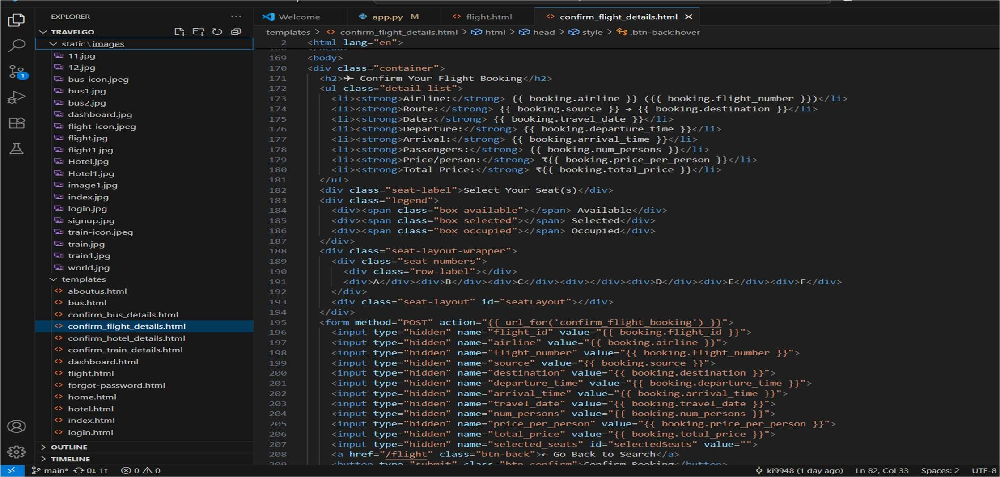 EXPLORER
Welcome
app.py M
flight.html
confirm_flight_details.html
TRAVELGO
templates > confirm_flight_details.html > html > head > style > .btn-back:hover
static\images
11.jpg
12.jpg
bus-icon.jpeg
bus1.jpg
bus2.jpg
dashboard.jpg
flight-icon.jpeg
flight.jpg
flight1.jpg
Hotel.jpg
Hotel1.jpg
image1.jpg
index.jpg
login.jpg
signup.jpg
train-icon.jpeg
train.jpg
train1.jpg
world.jpg
templates
aboutus.html
bus.html
confirm_bus_details.html
confirm_flight_details.html
confirm_hotel_details.html
confirm_train_details.html
dashboard.html
flight.html
forgot-password.html
home.html
hotel.html
index.html
login.html
OUTLINE
TIMELINE
2 <html lang="en">
168 </head>
169 <body>
170 <div class="container">
171 <h2>✈ Confirm Your Flight Booking</h2>
172 <ul class="detail-list">
173 <li><strong>Airline:</strong> {{ booking.airline }} ({{ booking.flight_number }})</li>
174 <li><strong>Route:</strong> {{ booking.source }} → {{ booking.destination }}</li>
175 <li><strong>Date:</strong> {{ booking.travel_date }}</li>
176 <li><strong>Departure:</strong> {{ booking.departure_time }}</li>
177 <li><strong>Arrival:</strong> {{ booking.arrival_time }}</li>
178 <li><strong>Passengers:</strong> {{ booking.num_persons }}</li>
179 <li><strong>Price/person:</strong> ₹{{ booking.price_per_person }}</li>
180 <li><strong>Total Price:</strong> ₹{{ booking.total_price }}</li>
181 </ul>
182 <div class="seat-label">Select Your Seat(s)</div>
183 <div class="legend">
184 <div><span class="box available"></span> Available</div>
185 <div><span class="box selected"></span> Selected</div>
186 <div><span class="box occupied"></span> Occupied</div>
187 </div>
188 <div class="seat-layout-wrapper">
189 <div class="seat-numbers">
190 <div class="row-label"></div>
191 <div>A</div><div>B</div><div>C</div><div></div><div>D</div><div>E</div><div>F</div>
192 </div>
193 <div class="seat-layout" id="seatLayout"></div>
194 </div>
195 <form method="POST" action="{{ url_for('confirm_flight_booking') }}">
196 <input type="hidden" name="flight_id" value="{{ booking.flight_id }}">
197 <input type="hidden" name="airline" value="{{ booking.airline }}">
198 <input type="hidden" name="flight_number" value="{{ booking.flight_number }}">
199 <input type="hidden" name="source" value="{{ booking.source }}">
200 <input type="hidden" name="destination" value="{{ booking.destination }}">
201 <input type="hidden" name="departure_time" value="{{ booking.departure_time }}">
202 <input type="hidden" name="arrival_time" value="{{ booking.arrival_time }}">
203 <input type="hidden" name="travel_date" value="{{ booking.travel_date }}">
204 <input type="hidden" name="num_persons" value="{{ booking.num_persons }}">
205 <input type="hidden" name="price_per_person" value="{{ booking.price_per_person }}">
206 <input type="hidden" name="total_price" value="{{ booking.total_price }}">
207 <input type="hidden" name="selected_seats" id="selectedSeats" value="">
208 <a href="/flight" class="btn-back">← Go Back to Search</a>
209 <button type="submit" class="btn-confirm">Confirm Booking</button>
1
main* 0↓ 1↑ 0 0
ki9948 (1 day ago) Ln 82, Col 33 Spaces: 2 UTF-8